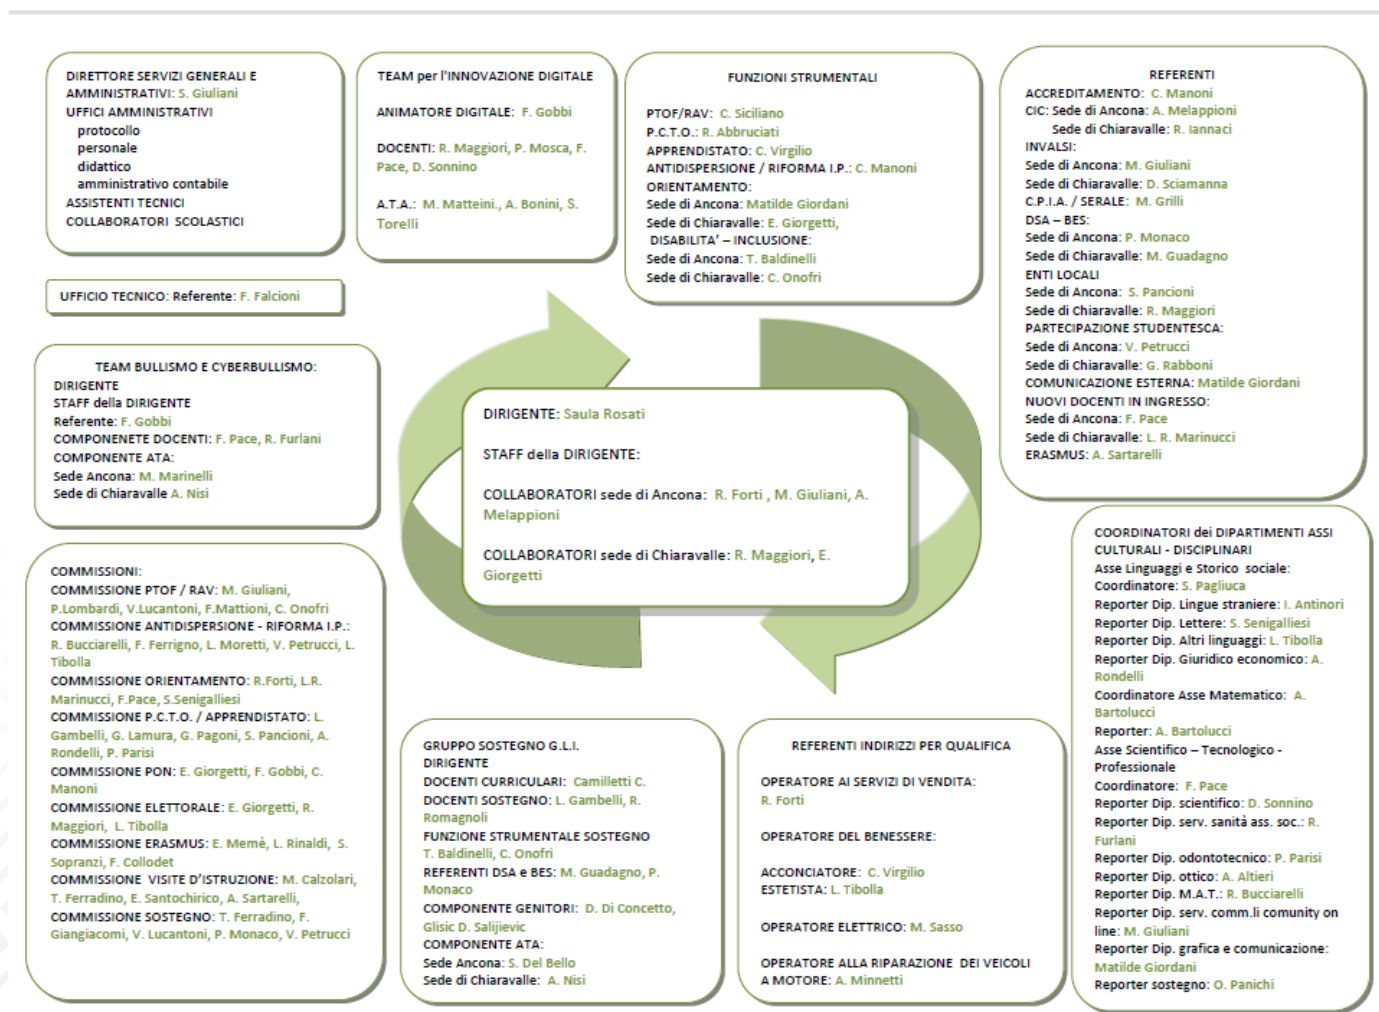 DIRETTORE SERVIZI GENERALI E
AMMINISTRATIVI: S. Giuliani
UFFICI AMMINISTRATIVI
protocollo
personale
didattico
amministrativo contabile
ASSISTENTI TECNICI
COLLABORATORI SCOLASTICI
TEAM per l'INNOVAZIONE DIGITALE
ANIMATORE DIGITALE: F. Gobbi
DOCENTI: R. Maggiori, P. Mosca, F.
Pace, D. Sonnino
A.T.A.: M. Matteini., A. Bonini, S.
Torelli
FUNZIONI STRUMENTALI
PTOF/RAV: C. Siciliano
P.C.T.O.: R. Abbruciati
APPRENDISTATO: C. Virgilio
ANTIDISPERSIONE / RIFORMA I.P.: C. Manoni
ORIENTAMENTO:
Sede di Ancona: Matilde Giordani
Sede di Chiaravalle: E. Giorgetti,
DISABILITA' – INCLUSIONE:
Sede di Ancona: T. Baldinelli
Sede di Chiaravalle: C. Onofri
REFERENTI
ACCREDITAMENTO: C. Manoni
CIC: Sede di Ancona: A. Melappioni
Sede di Chiaravalle: R. Iannaci
INVALSI:
Sede di Ancona: M. Giuliani
Sede di Chiaravalle: D. Sciamanna
C.P.I.A. / SERALE: M. Grilli
DSA – BES:
Sede di Ancona: P. Monaco
Sede di Chiaravalle: M. Guadagno
ENTI LOCALI
Sede di Ancona: S. Pancioni
Sede di Chiaravalle: R. Maggiori
PARTECIPAZIONE STUDENTESCA:
Sede di Ancona: V. Petrucci
Sede di Chiaravalle: G. Rabboni
COMUNICAZIONE ESTERNA: Matilde Giordani
NUOVI DOCENTI IN INGRESSO:
Sede di Ancona: F. Pace
Sede di Chiaravalle: L. R. Marinucci
ERASMUS: A. Sartarelli
UFFICIO TECNICO: Referente: F. Falcioni
TEAM BULLISMO E CYBERBULLISMO:
DIRIGENTE
STAFF della DIRIGENTE
Referente: F. Gobbi
COMPONENETE DOCENTI: F. Pace, R. Furlani
COMPONENTE ATA:
Sede Ancona: M. Marinelli
Sede di Chiaravalle A. Nisi
DIRIGENTE: Saula Rosati
STAFF della DIRIGENTE:
COLLABORATORI sede di Ancona: R. Forti , M. Giuliani, A.
Melappioni
COLLABORATORI sede di Chiaravalle: R. Maggiori, E.
Giorgetti
COMMISSIONI:
COMMISSIONE PTOF / RAV: M. Giuliani,
P.Lombardi, V.Lucantoni, F.Mattioni, C. Onofri
COMMISSIONE ANTIDISPERSIONE - RIFORMA I.P.:
R. Bucciarelli, F. Ferrigno, L. Moretti, V. Petrucci, L.
Tibolla
COMMISSIONE ORIENTAMENTO: R.Forti, L.R.
Marinucci, F.Pace, S.Senigalliesi
COMMISSIONE P.C.T.O. / APPRENDISTATO: L.
Gambelli, G. Lamura, G. Pagoni, S. Pancioni, A.
Rondelli, P. Parisi
COMMISSIONE PON: E. Giorgetti, F. Gobbi, C.
Manoni
COMMISSIONE ELETTORALE: E. Giorgetti, R.
Maggiori, L. Tibolla
COMMISSIONE ERASMUS: E. Memè, L. Rinaldi, S.
Sopranzi, F. Collodet
COMMISSIONE VISITE D'ISTRUZIONE: M. Calzolari,
T. Ferradino, E. Santochirico, A. Sartarelli,
COMMISSIONE SOSTEGNO: T. Ferradino, F.
Giangiacomi, V. Lucantoni, P. Monaco, V. Petrucci
GRUPPO SOSTEGNO G.L.I.
DIRIGENTE
DOCENTI CURRICULARI: Camilletti C.
DOCENTI SOSTEGNO: L. Gambelli, R.
Romagnoli
FUNZIONE STRUMENTALE SOSTEGNO
T. Baldinelli, C. Onofri
REFERENTI DSA e BES: M. Guadagno, P.
Monaco
COMPONENTE GENITORI: D. Di Concetto,
Glisic D. Salijievic
COMPONENTE ATA:
Sede Ancona: S. Del Bello
Sede di Chiaravalle: A. Nisi
REFERENTI INDIRIZZI PER QUALIFICA
OPERATORE AI SERVIZI DI VENDITA:
R. Forti
OPERATORE DEL BENESSERE:
ACCONCIATORE: C. Virgilio
ESTETISTA: L. Tibolla
OPERATORE ELETTRICO: M. Sasso
OPERATORE ALLA RIPARAZIONE DEI VEICOLI
A MOTORE: A. Minnetti
COORDINATORI dei DIPARTIMENTI ASSI
CULTURALI - DISCIPLINARI
Asse Linguaggi e Storico sociale:
Coordinatore: S. Pagliuca
Reporter Dip. Lingue straniere: I. Antinori
Reporter Dip. Lettere: S. Senigalliesi
Reporter Dip. Altri linguaggi: L. Tibolla
Reporter Dip. Giuridico economico: A.
Rondelli
Coordinatore Asse Matematico: A.
Bartolucci
Reporter: A. Bartolucci
Asse Scientifico – Tecnologico -
Professionale
Coordinatore: F. Pace
Reporter Dip. scientifico: D. Sonnino
Reporter Dip. serv. sanità ass. soc.: R.
Furlani
Reporter Dip. odontotecnico: P. Parisi
Reporter Dip. ottico: A. Altieri
Reporter Dip. M.A.T.: R. Bucciarelli
Reporter Dip. serv. comm.li comunity on
line: M. Giuliani
Reporter Dip. grafica e comunicazione:
Matilde Giordani
Reporter sostegno: O. Panichi